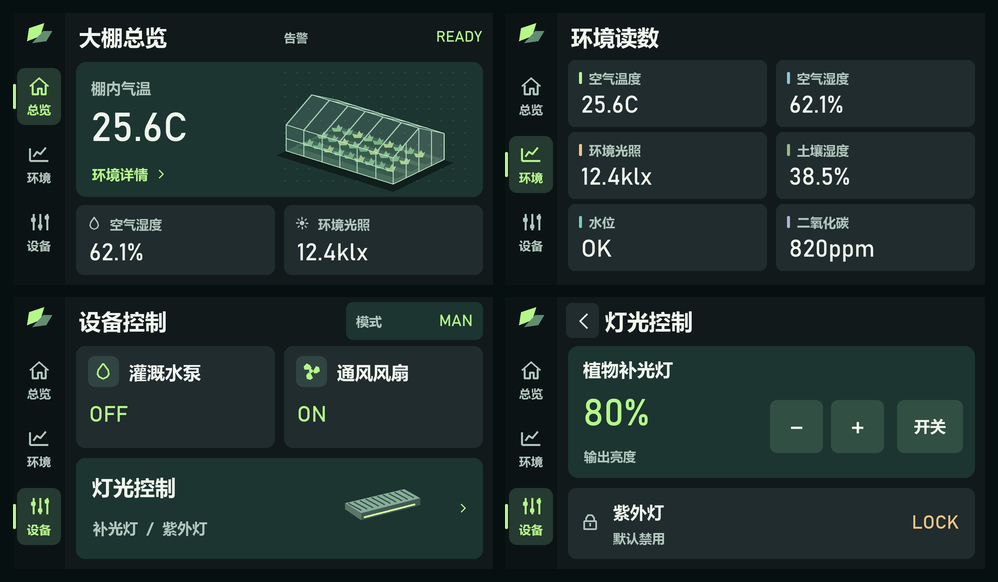 大棚总览
告警
READY
总览
环境
设备
棚内气温
25.6C
环境详情 >
空气湿度
62.1%
环境光照
12.4klx
环境读数
总览
环境
设备
空气温度
25.6C
空气湿度
62.1%
环境光照
12.4klx
土壤湿度
38.5%
水位
OK
二氧化碳
820ppm
设备控制
模式
MAN
总览
环境
设备
灌溉水泵
OFF
通风风扇
ON
灯光控制
补光灯 / 紫外灯
灯光控制
总览
环境
设备
植物补光灯
80%
输出亮度
−
+
开关
紫外灯
默认禁用
LOCK